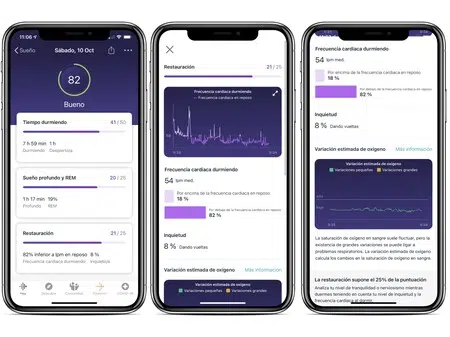 11:08
Sueño
Sábado, 10 Oct
82
Bueno
Tiempo durmiendo 41 / 50
7 h 59 min 1 h
Durmiendo Despierto/a
Sueño profundo y REM 20 / 25
1 h 17 min 19%
Profundo REM
Restauración 21 / 25
82% inferior a lpm en reposo 8 %
Frecuencia cardíaca durmiendo Inquietud
Restauración 21 / 25
Frecuencia cardíaca durmiendo
Frecuencia cardíaca en reposo
Frecuencia cardíaca durmiendo
54 lpm med.
Por encima de la frecuencia cardíaca en reposo
18 %
Por debajo de la frecuencia cardíaca en reposo
82 %
Inquietud
8 % Dando vueltas
Variación estimada de oxígeno Más información
Variación estimada de oxígeno
Variaciones pequeñas Variaciones grandes
Frecuencia cardíaca durmiendo
54 lpm med.
Por encima de la frecuencia cardíaca en reposo
18 %
Por debajo de la frecuencia cardíaca en reposo
82 %
Inquietud
8 % Dando vueltas
Variación estimada de oxígeno Más información
Variación estimada de oxígeno
Variaciones pequeñas Variaciones grandes
La saturación de oxígeno en sangre suele fluctuar, pero
la existencia de grandes variaciones se puede ligar a
problemas respiratorios. La Variación estimada de oxígeno
calcula los cambios en la saturación de oxígeno en sangre.
La restauración supone el 25% de la puntuación
Analiza tu nivel de tranquilidad o nerviosismo mientras
duermes teniendo en cuenta tu nivel de inquietud y la
frecuencia cardíaca al dormir.